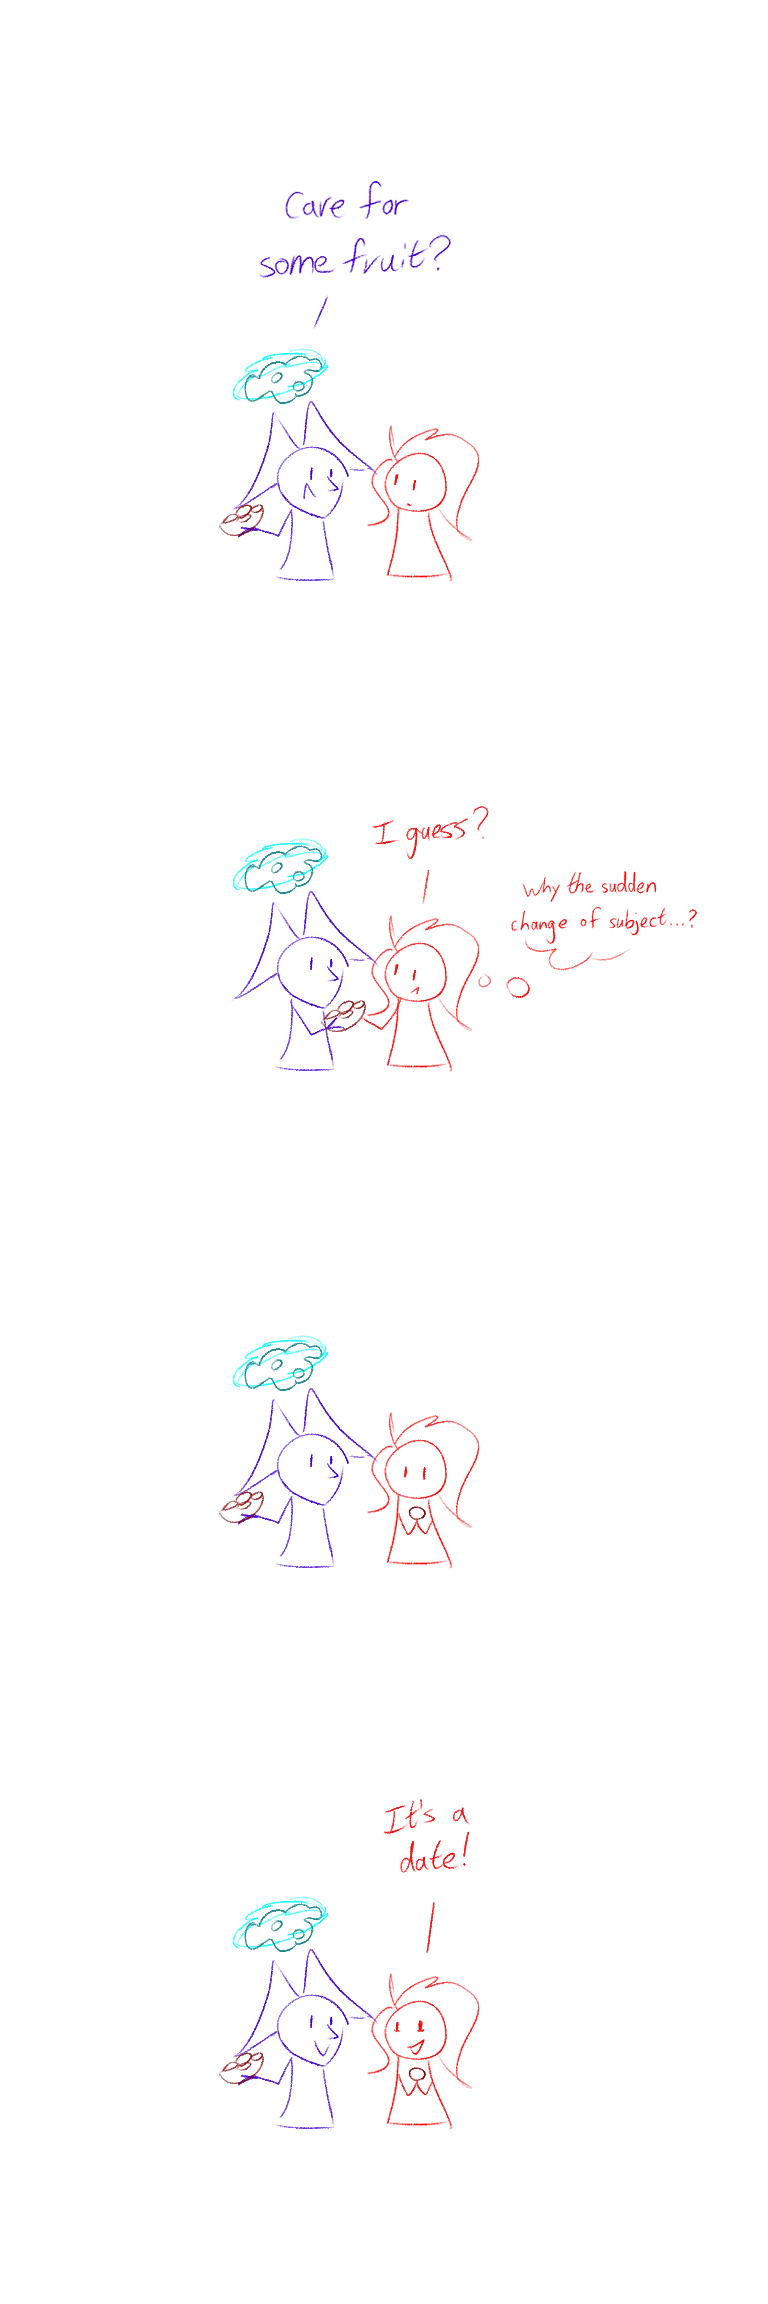 Care for
some fruit?
I guess?
why the sudden
change of subject...?
It's a
date!